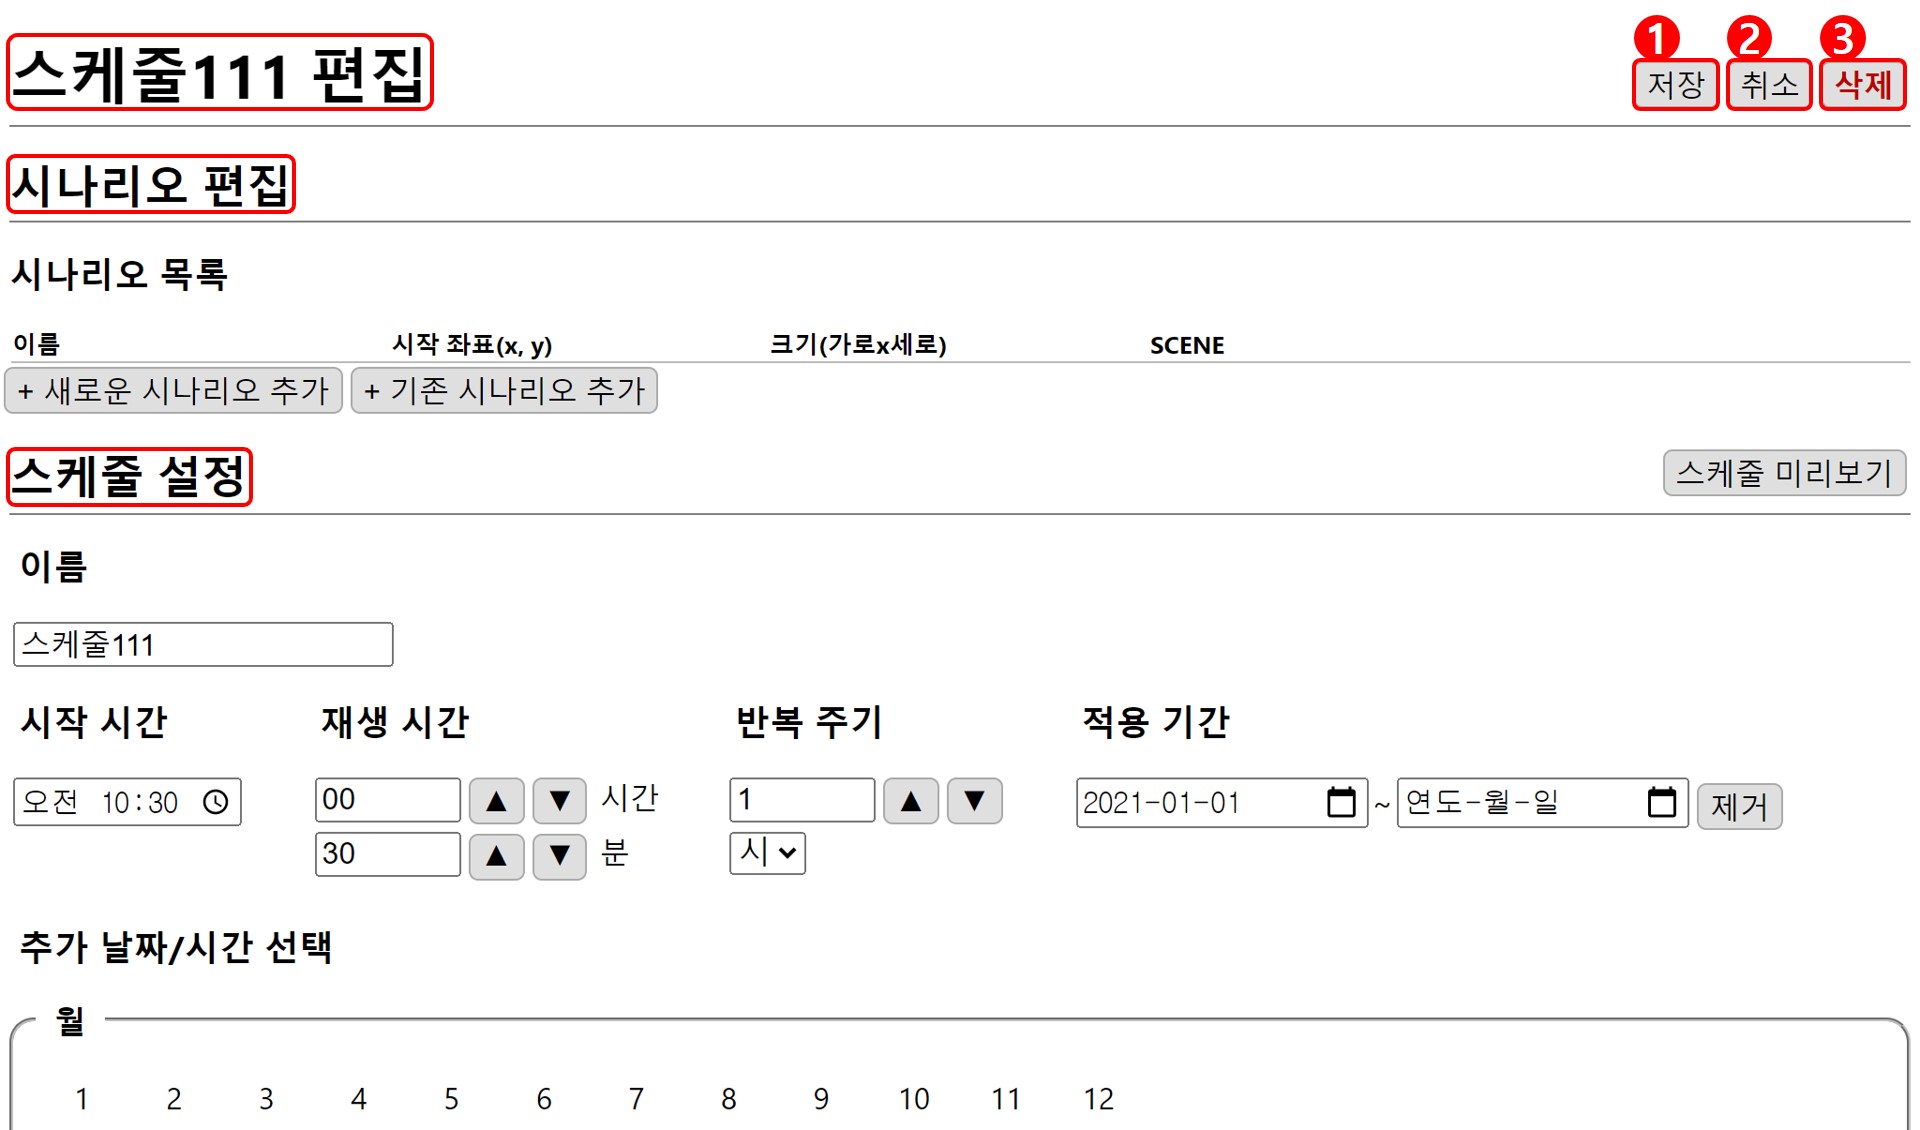 1 2 3
스케줄111 편집 저장 취소 삭제
시나리오 편집
시나리오 목록
이름 시작 좌표(x, y) 크기(가로x세로) SCENE
+ 새로운 시나리오 추가 + 기존 시나리오 추가
스케줄 설정 스케줄 미리보기
이름
스케줄111
시작 시간 재생 시간 반복 주기 적용 기간
오전 10:30 00 ▲ ▼ 시간 1 ▲ ▼ 2021-01-01 ~ 연도-월-일 제거
30 ▲ ▼ 분 시
추가 날짜/시간 선택
월
1 2 3 4 5 6 7 8 9 10 11 12